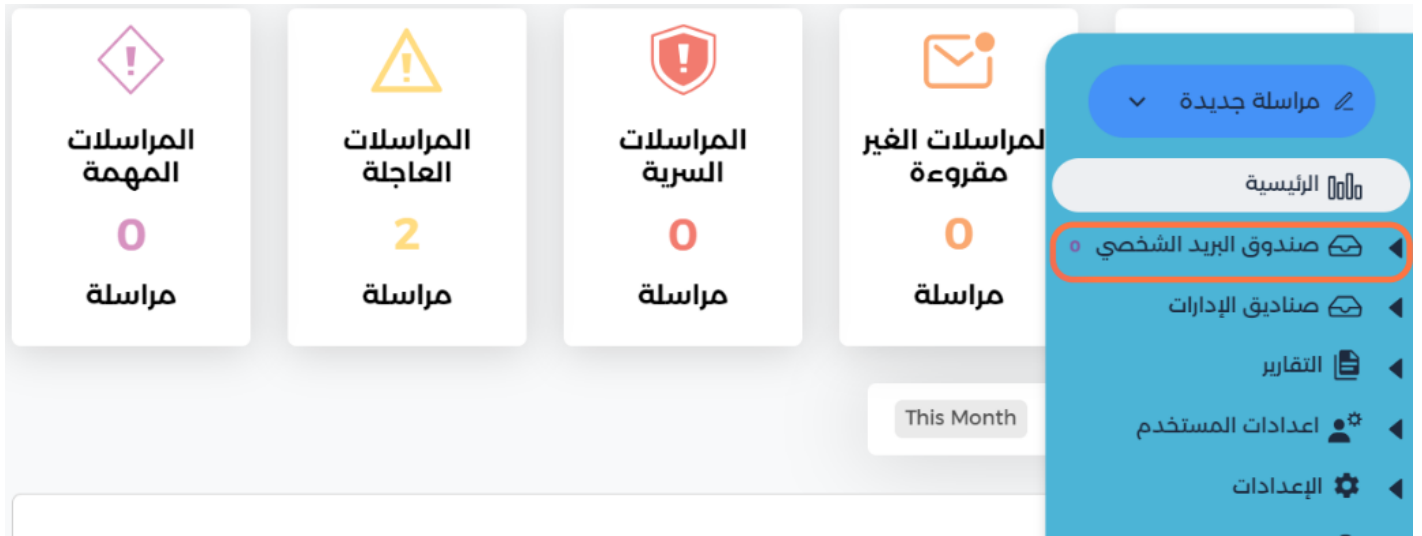 مراسلة جديدة
الرئيسية
صندوق البريد الشخصي 0
صناديق الإدارات
التقارير
اعدادات المستخدم
الإعدادات
لمراسلات الغير
مقروءة
0
مراسلة
المراسلات
السرية
0
مراسلة
المراسلات
العاجلة
2
مراسلة
المراسلات
المهمة
0
مراسلة
This Month